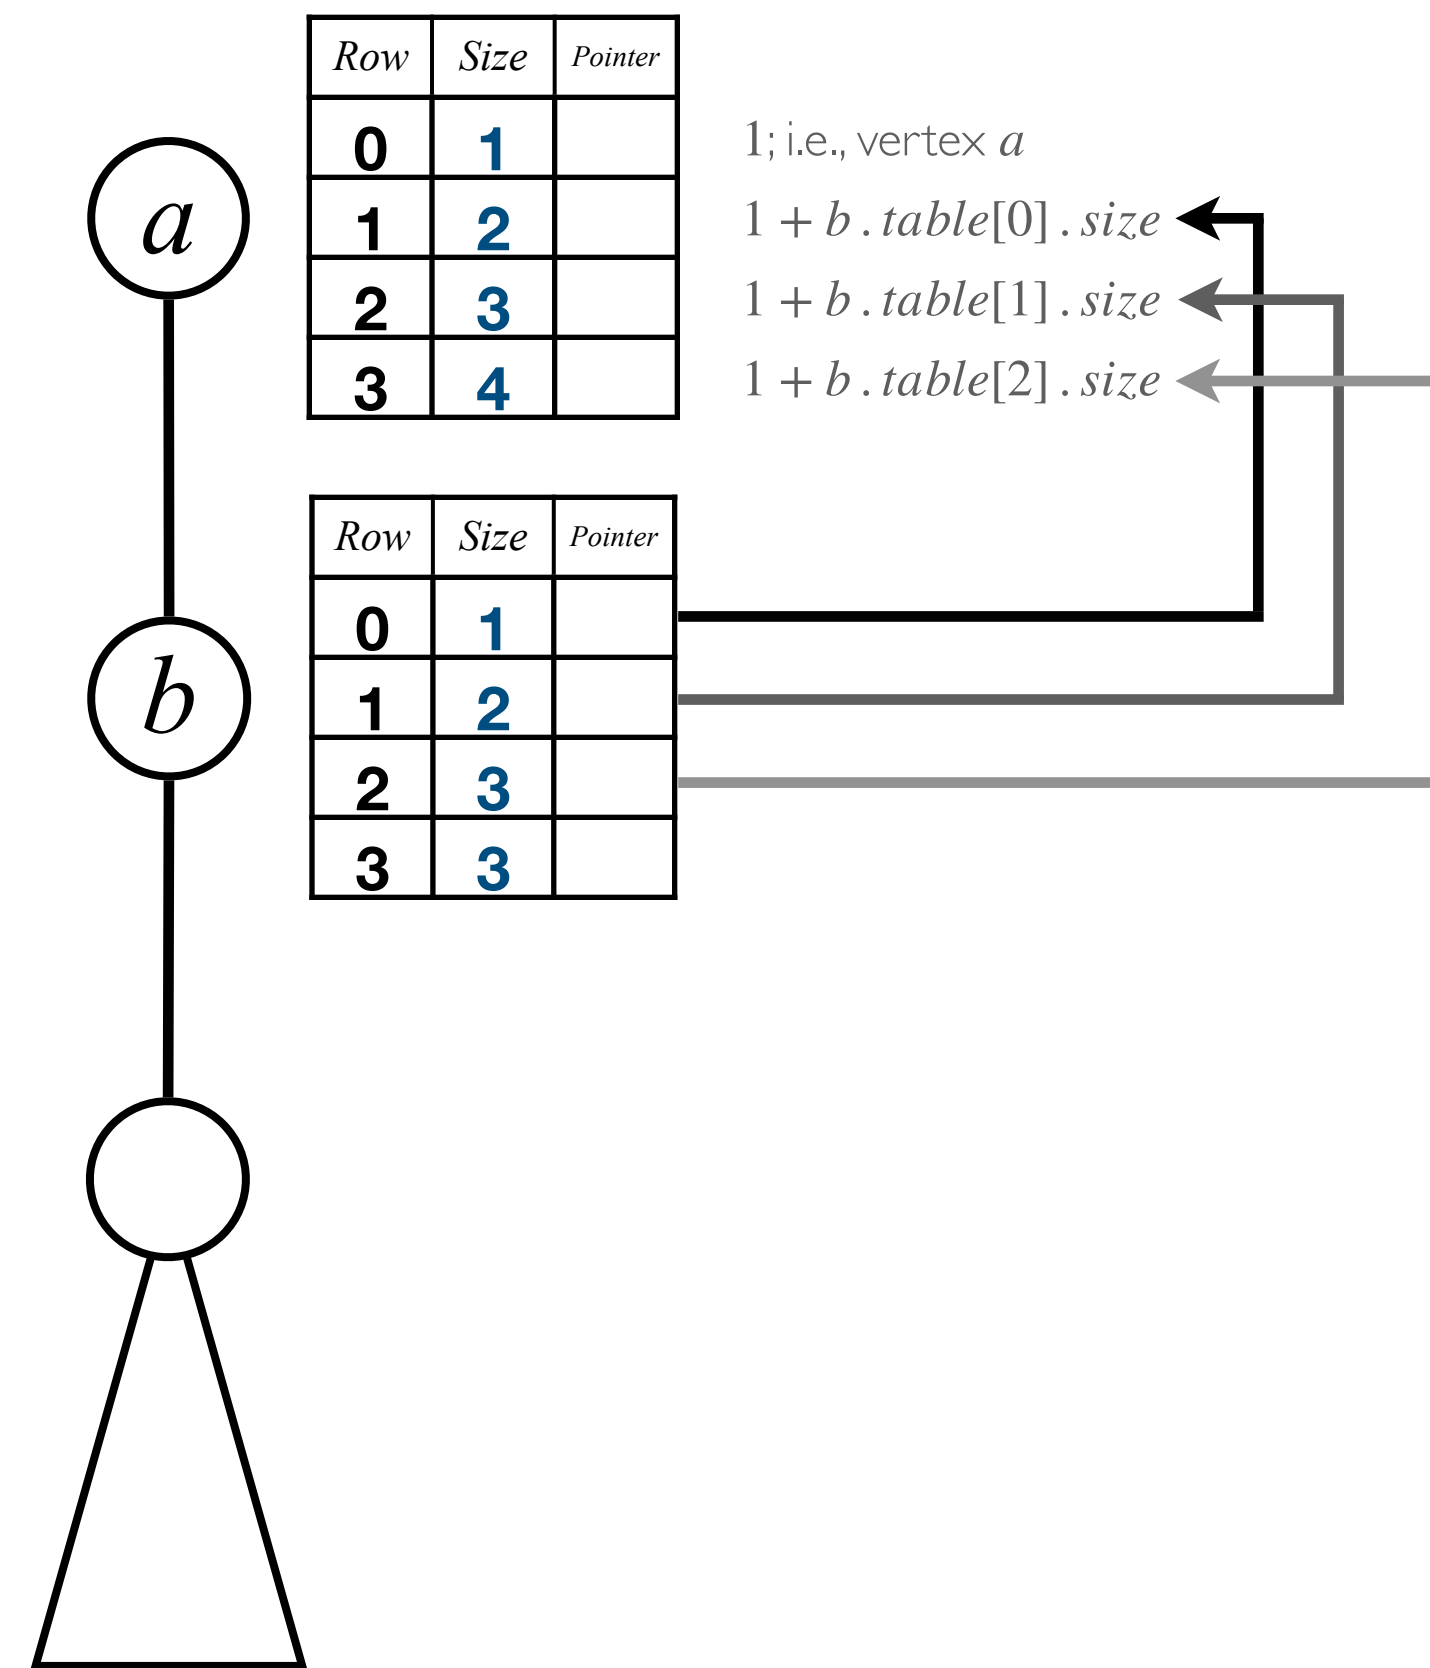 Row Size Pointer
0 1
1 2
2 3
3 4
1; i.e., vertex a
1 + b . table[0] . size
1 + b . table[1] . size
1 + b . table[2] . size
a
Row Size Pointer
0 1
1 2
2 3
3 3
b